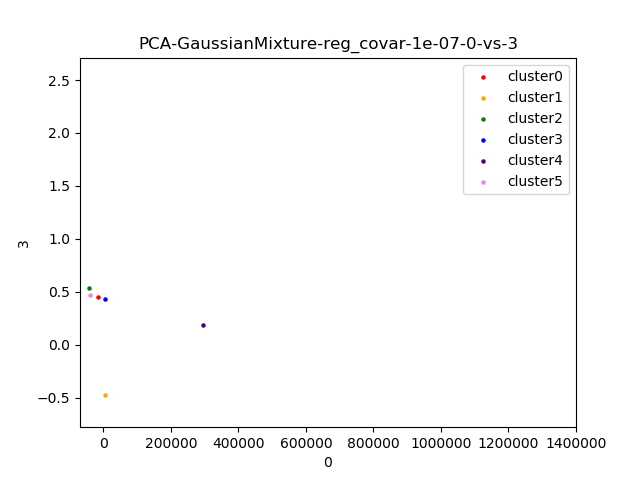 PCA-GaussianMixture-reg_covar-1e-07-0-vs-3
cluster0
cluster1
cluster2
cluster3
cluster4
cluster5
2.5
2.0
1.5
1.0
0.5
0.0
−0.5
3
0 200000 400000 600000 800000 1000000 1200000 1400000
0